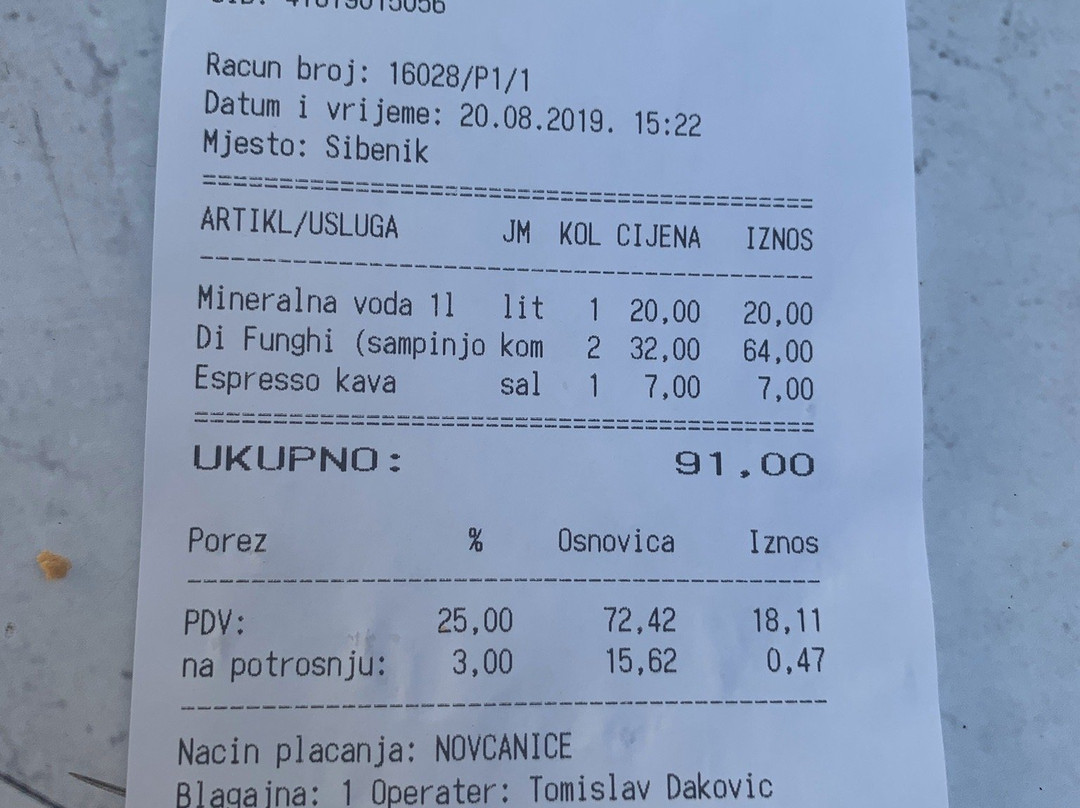 Racun broj: 16028/P1/1
Datum i vrijeme: 20.08.2019. 15:22
Mjesto: Sibenik
ARTIKL/USLUGA JM KOL CIJENA IZNOS
Mineralna voda 1l lit 1 20,00 20,00
Di Funghi (sampinjo kom 2 32,00 64,00
Espresso kava sal 1 7,00 7,00
UKUPNO: 91,00
Porez % Osnovica Iznos
PDV: 25,00 72,42 18,11
na potrosnju: 3,00 15,62 0,47
Nacin placanja: NOVCANICE
Blagajna: 1 Operater: Tomislav Dakovic